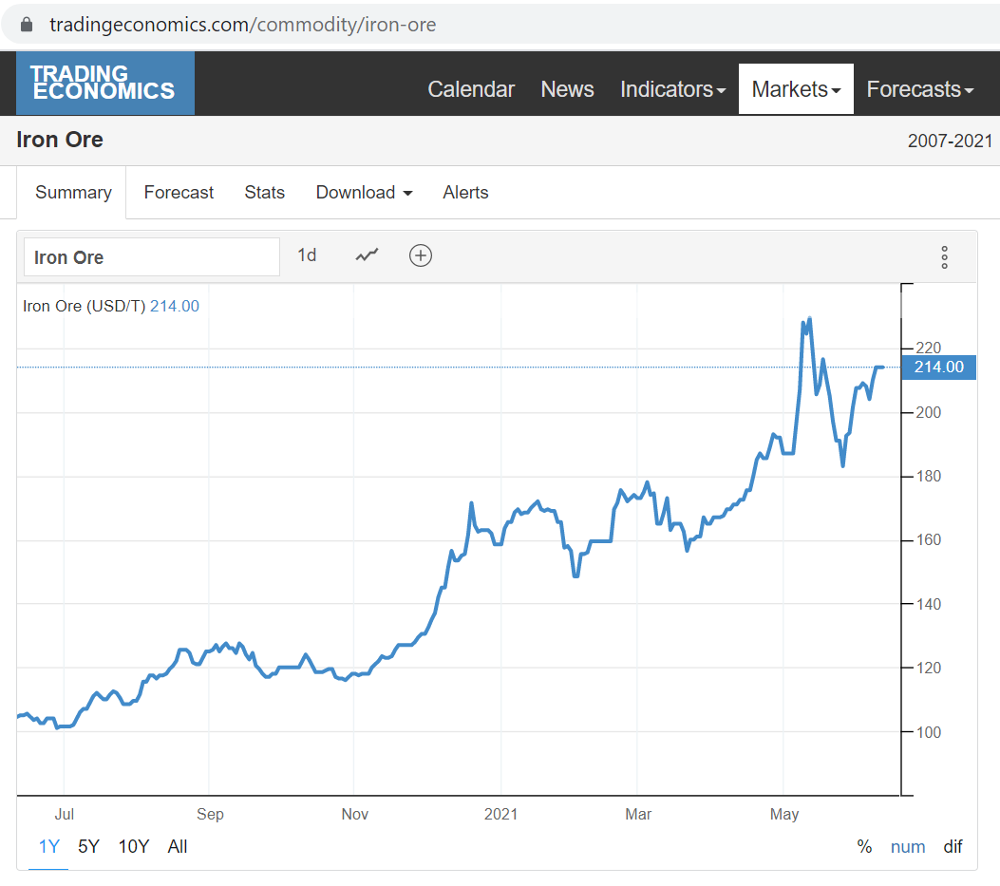 tradingeconomics.com/commodity/iron-ore
TRADING
ECONOMICS
Calendar News Indicators Markets Forecasts
Iron Ore
2007-2021
Summary Forecast Stats Download Alerts
Iron Ore 1d
Iron Ore (USD/T) 214.00
220
214.00
200
180
160
140
120
100
Jul Sep Nov 2021 Mar May
1Y 5Y 10Y All
% num dif